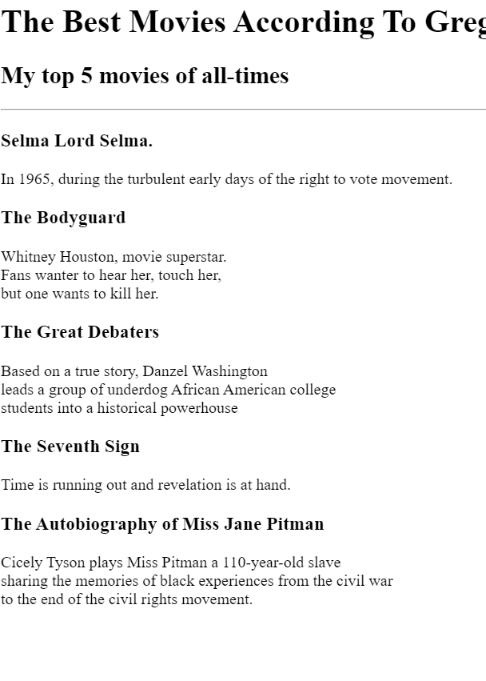 The Best Movies According To Greg
My top 5 movies of all-times
Selma Lord Selma.
In 1965, during the turbulent early days of the right to vote movement.
The Bodyguard
Whitney Houston, movie superstar.
Fans wanter to hear her, touch her,
but one wants to kill her.
The Great Debaters
Based on a true story, Danzel Washington
leads a group of underdog African American college
students into a historical powerhouse
The Seventh Sign
Time is running out and revelation is at hand.
The Autobiography of Miss Jane Pitman
Cicely Tyson plays Miss Pitman a 110-year-old slave
sharing the memories of black experiences from the civil war
to the end of the civil rights movement.